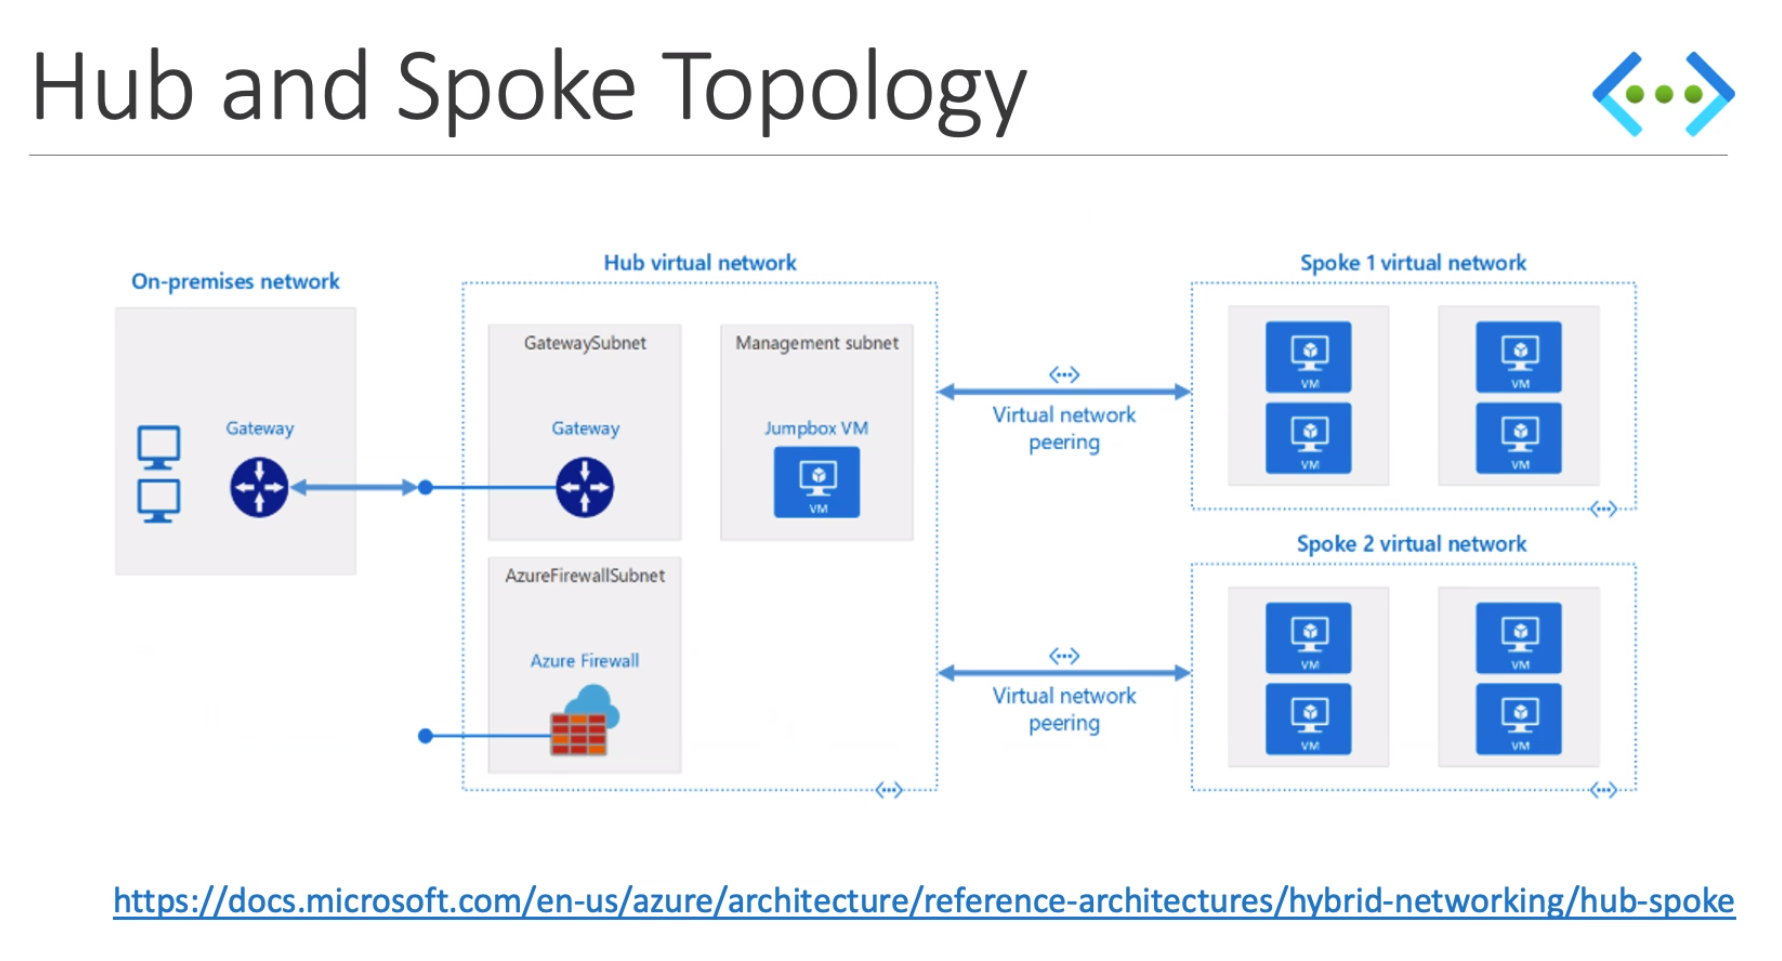 Hub and Spoke Topology
On-premises network
Gateway
Hub virtual network
GatewaySubnet
Gateway
Management subnet
Jumpbox VM
VM
AzureFirewallSubnet
Azure Firewall
Virtual network
peering
Virtual network
peering
Spoke 1 virtual network
VM
VM
VM
VM
Spoke 2 virtual network
VM
VM
VM
VM
https://docs.microsoft.com/en-us/azure/architecture/reference-architectures/hybrid-networking/hub-spoke